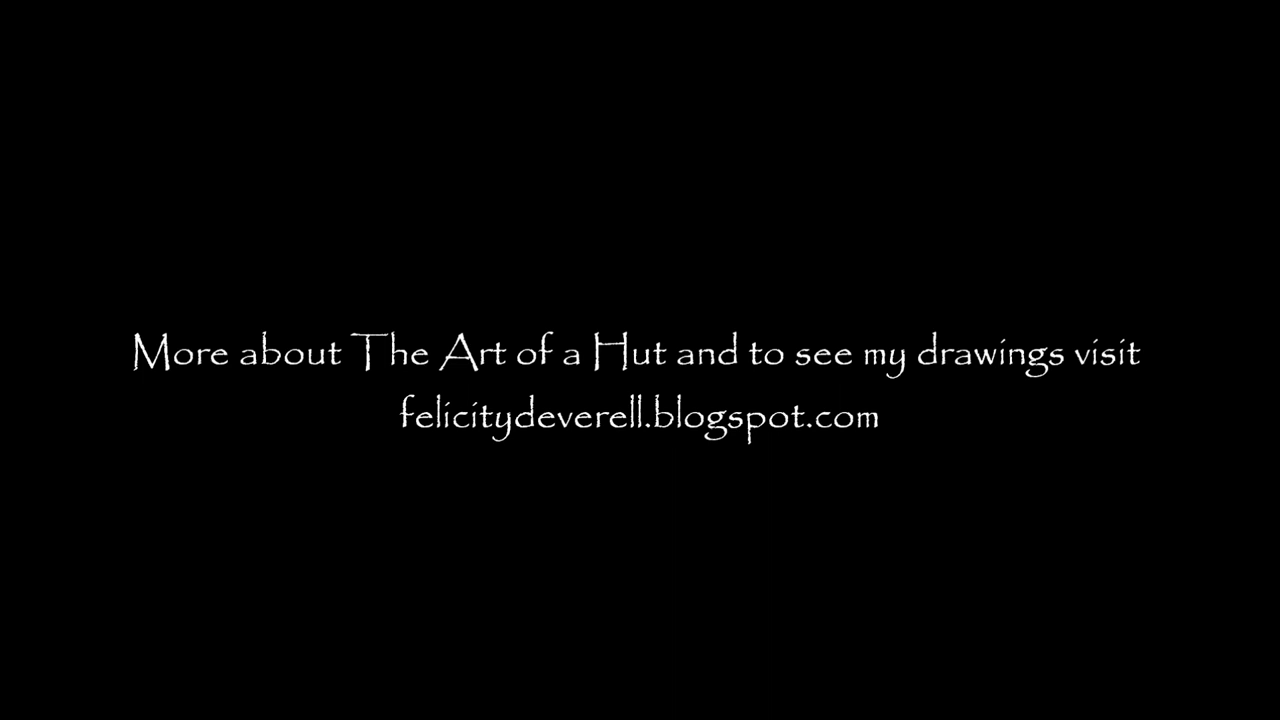 More about The Art of a Hut and to see my drawings visit
felicitydeverell.blogspot.com